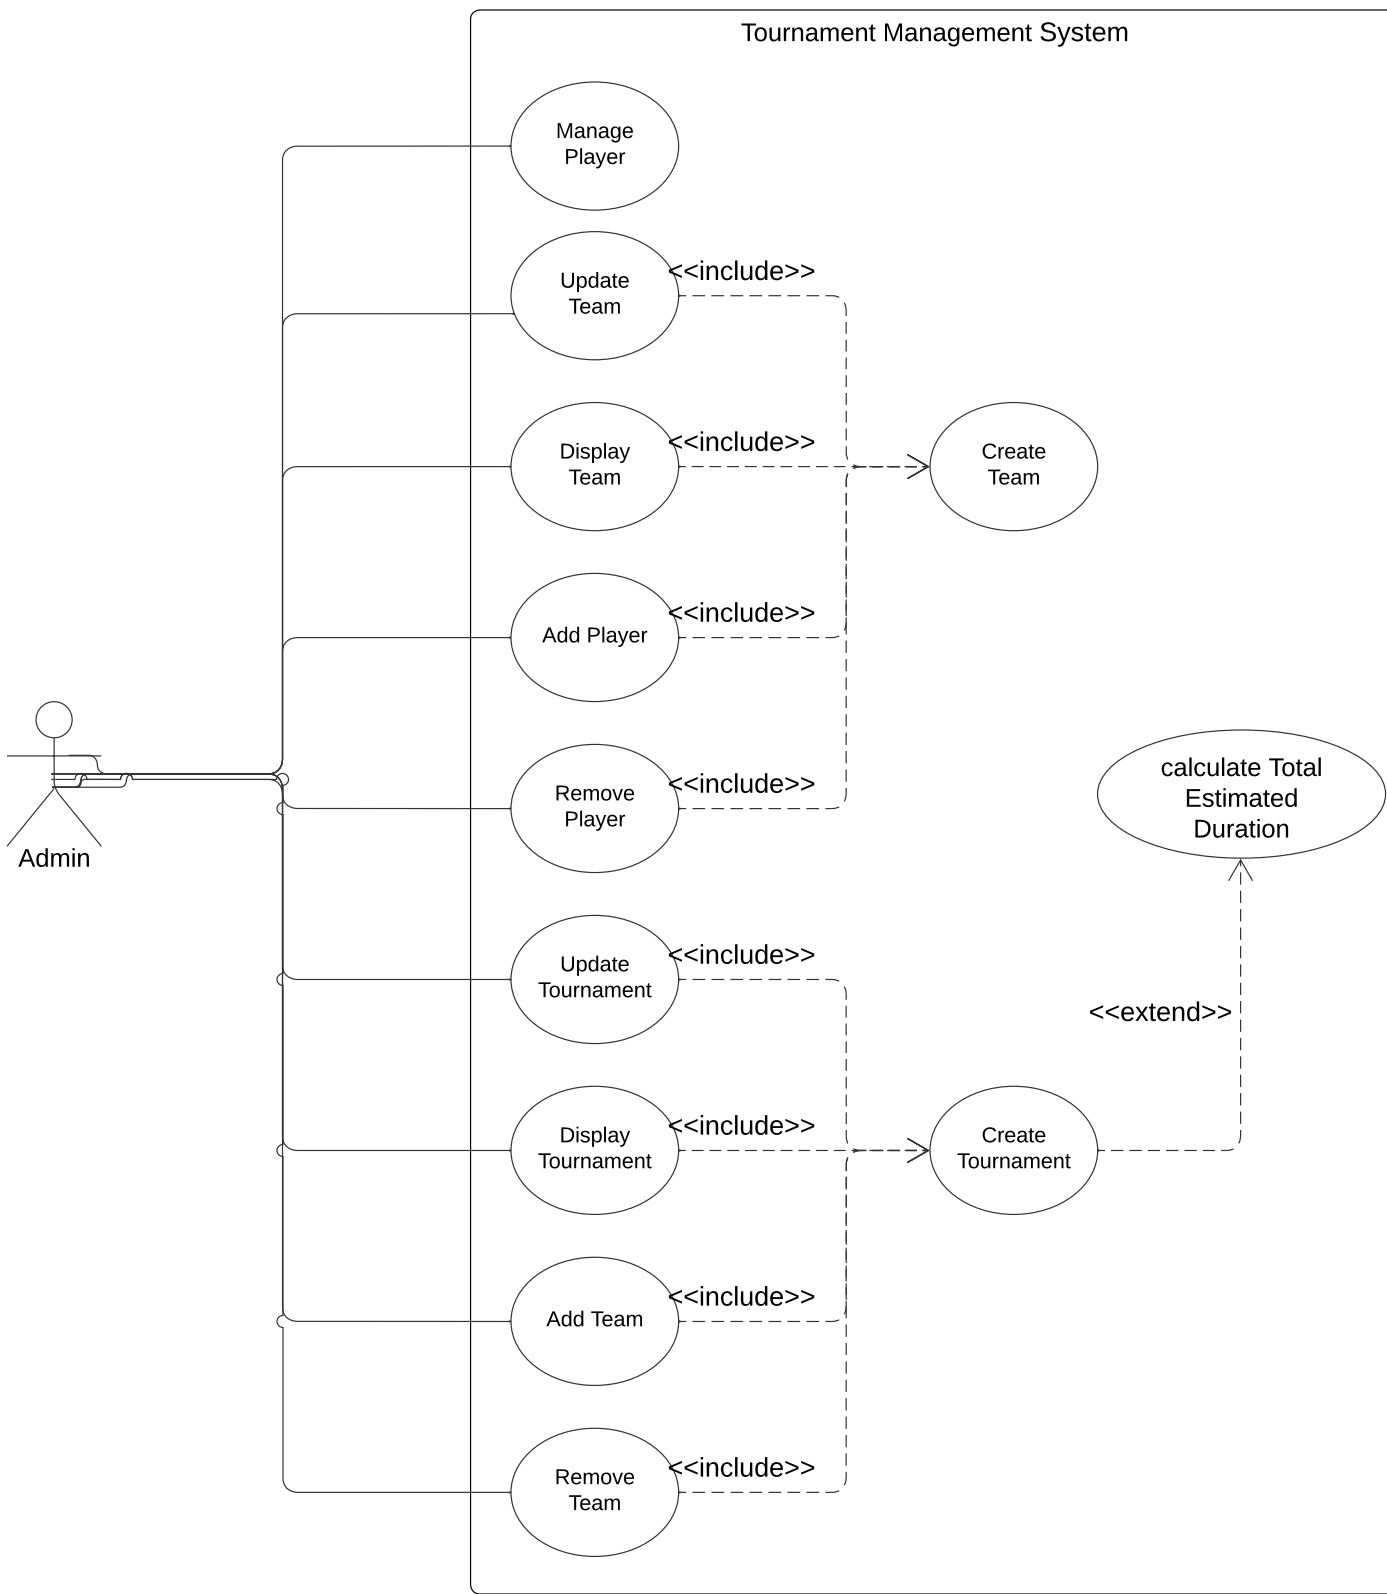 Tournament Management System
Manage
Player
Update
Team
<<include>>
Display
Team
<<include>>
Create
Team
Add Player
<<include>>
Remove
Player
<<include>>
calculate Total
Estimated
Duration
Admin
Update
Tournament
<<include>>
<<extend>>
Display
Tournament
<<include>>
Create
Tournament
Add Team
<<include>>
Remove
Team
<<include>>